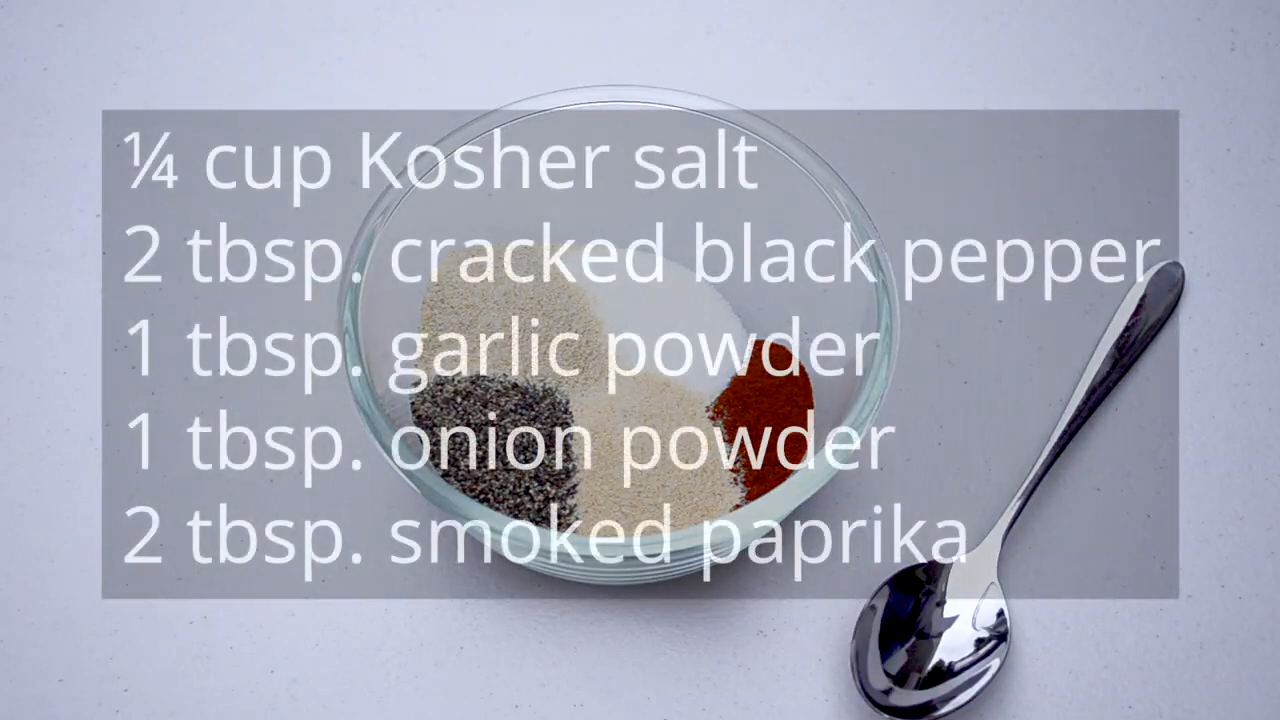 ¼ cup Kosher salt
2 tbsp. cracked black pepper
1 tbsp. garlic powder
1 tbsp. onion powder
2 tbsp. smoked paprika